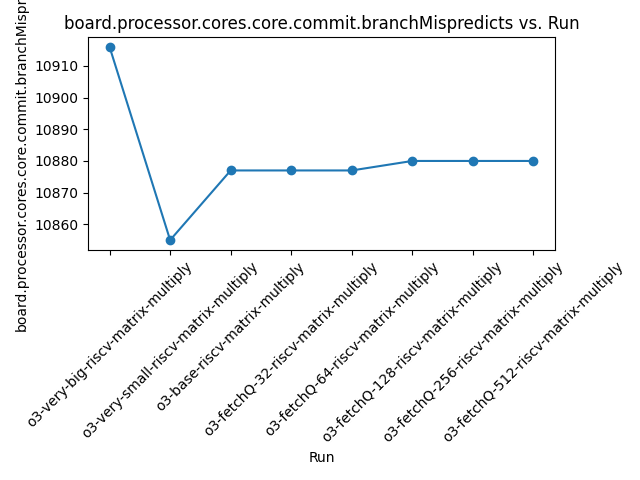 board.processor.cores.core.commit.branchMispredicts vs. Run
board.processor.cores.core.commit.branchMispr
10910
10900
10890
10880
10870
10860
o3-very-big-riscv-matrix-multiply
o3-very-small-riscv-matrix-multiply
o3-base-riscv-matrix-multiply
o3-fetchQ-32-riscv-matrix-multiply
o3-fetchQ-64-riscv-matrix-multiply
o3-fetchQ-128-riscv-matrix-multiply
o3-fetchQ-256-riscv-matrix-multiply
o3-fetchQ-512-riscv-matrix-multiply
Run